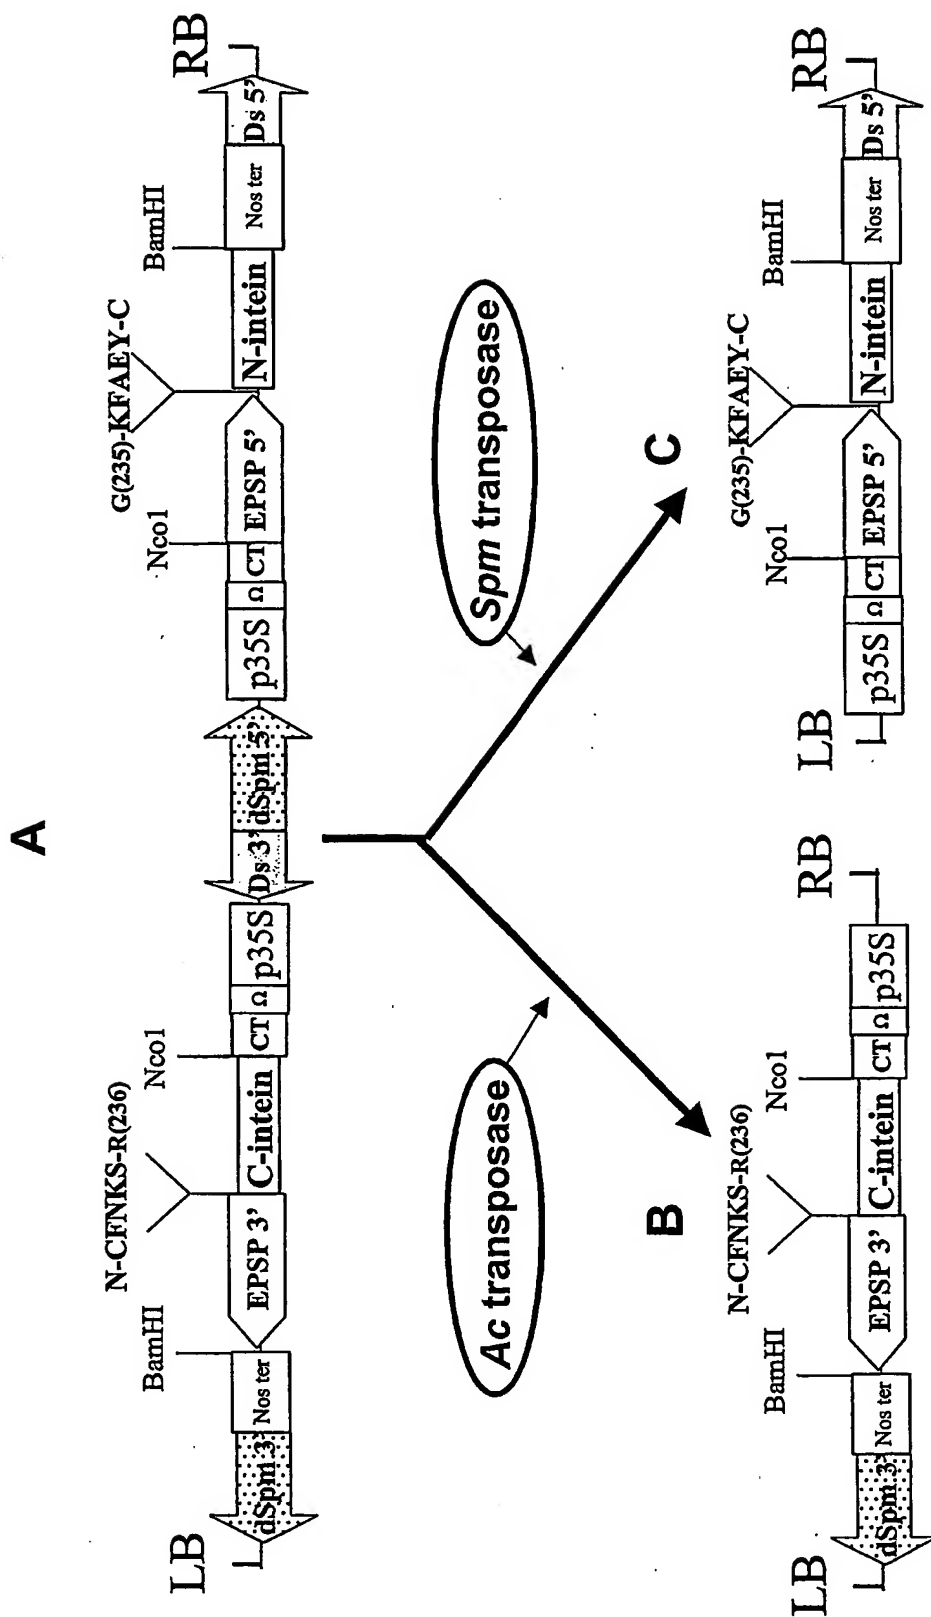 A
N-CFNKS-R(236)
G(235)-KFAEY-C
BamHI
Nco1
Nco1
BamHI
LB
dSpm 3'
Nos ter
EPSP 3'
C-intein
CT
Ω
p35S
Ds 3'
dSpm 5'
p35S
Ω
CT
EPSP 5'
N-intein
Nos ter
Ds 5'
RB
Ac transposase
Spm transposase
B
N-CFNKS-R(236)
BamHI
Nco1
LB
dSpm 3'
Nos ter
EPSP 3'
C-intein
CT
Ω
p35S
RB
C
G(235)-KFAEY-C
Nco1
BamHI
LB
p35S
Ω
CT
EPSP 5'
N-intein
Nos ter
Ds 5'
RB